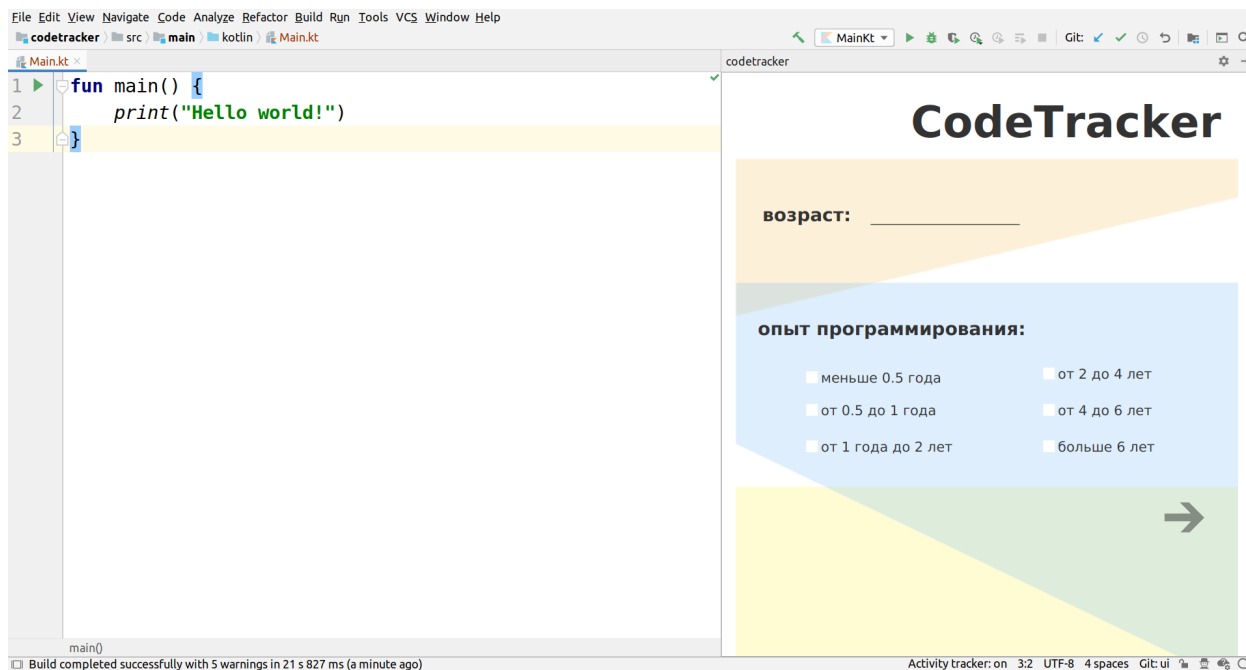 File Edit View Navigate Code Analyze Refactor Build Run Tools VCS Window Help
codetracker src main kotlin Main.kt MainKt Git:
Main.kt codetracker
1 fun main() {
2 print("Hello world!")
3 }
CodeTracker
возраст:
опыт программирования:
меньше 0.5 года от 2 до 4 лет
от 0.5 до 1 года от 4 до 6 лет
от 1 года до 2 лет больше 6 лет
main()
Build completed successfully with 5 warnings in 21 s 827 ms (a minute ago) Activity tracker: on 3:2 UTF-8 4 spaces Git: ui